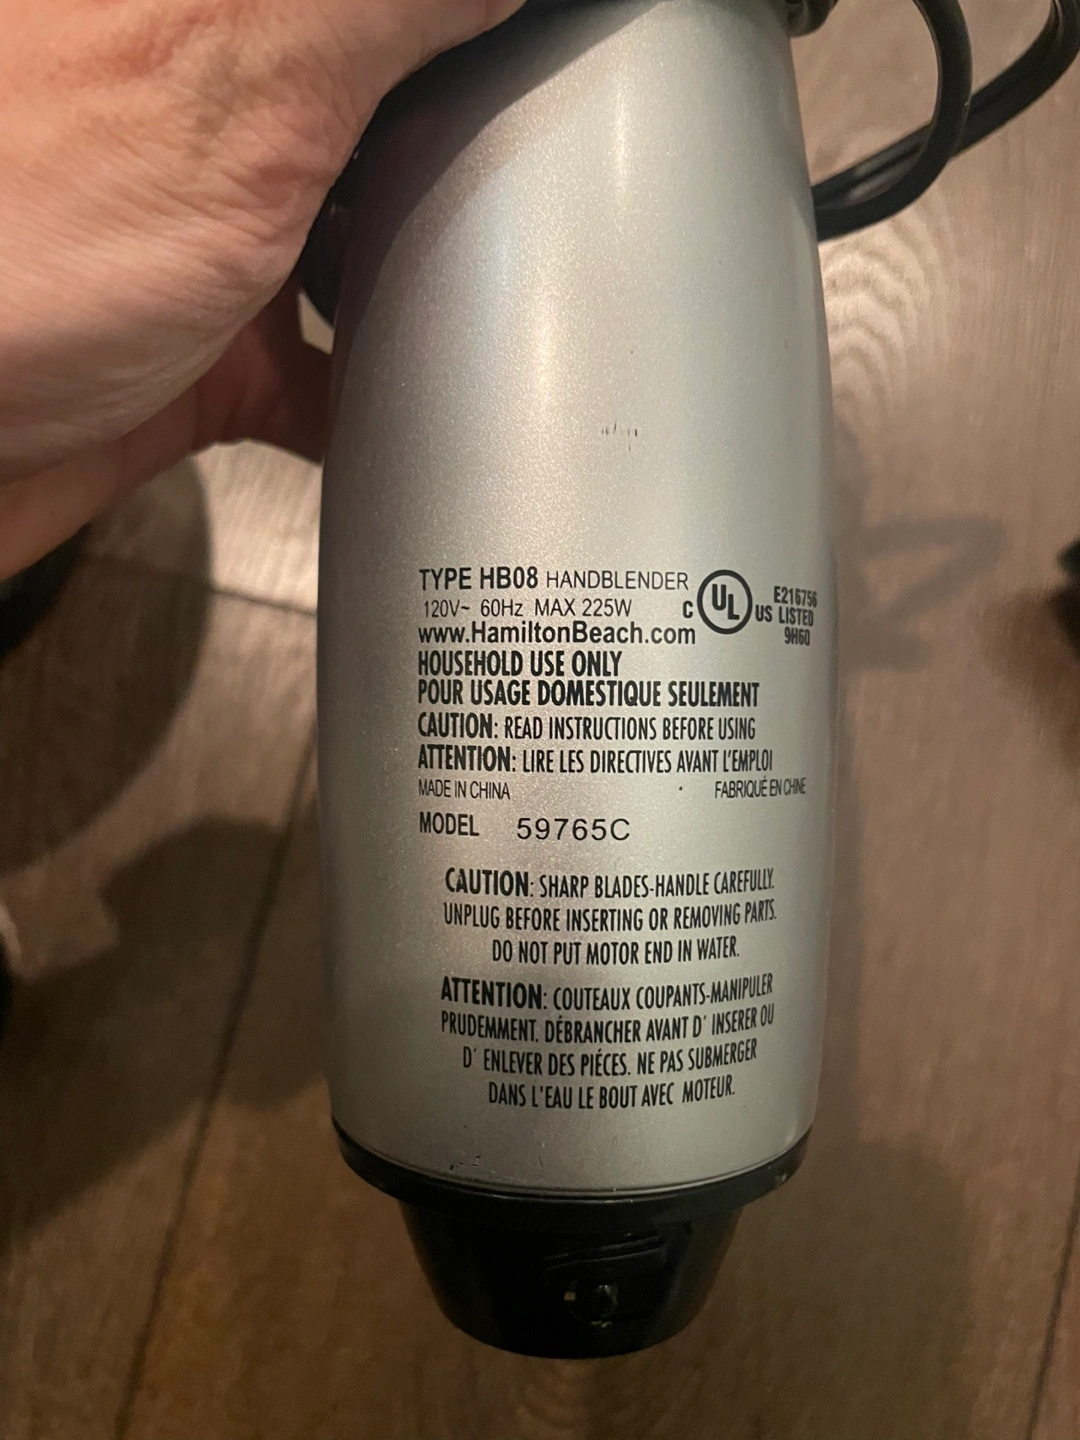 TYPE HB08 HANDBLENDER
120V~ 60Hz MAX 225W
C UL US E216756
LISTED
9H60
www.HamiltonBeach.com
HOUSEHOLD USE ONLY
POUR USAGE DOMESTIQUE SEULEMENT
CAUTION: READ INSTRUCTIONS BEFORE USING
ATTENTION: LIRE LES DIRECTIVES AVANT L'EMPLOI
MADE IN CHINA FABRIQUÉ EN CHINE
MODEL 59765C
CAUTION: SHARP BLADES-HANDLE CAREFULLY.
UNPLUG BEFORE INSERTING OR REMOVING PARTS.
DO NOT PUT MOTOR END IN WATER.
ATTENTION: COUTEAUX COUPANTS-MANIPULER
PRUDEMMENT. DÉBRANCHER AVANT D' INSERER OU
D' ENLEVER DES PIÉCES. NE PAS SUBMERGER
DANS L'EAU LE BOUT AVEC MOTEUR.